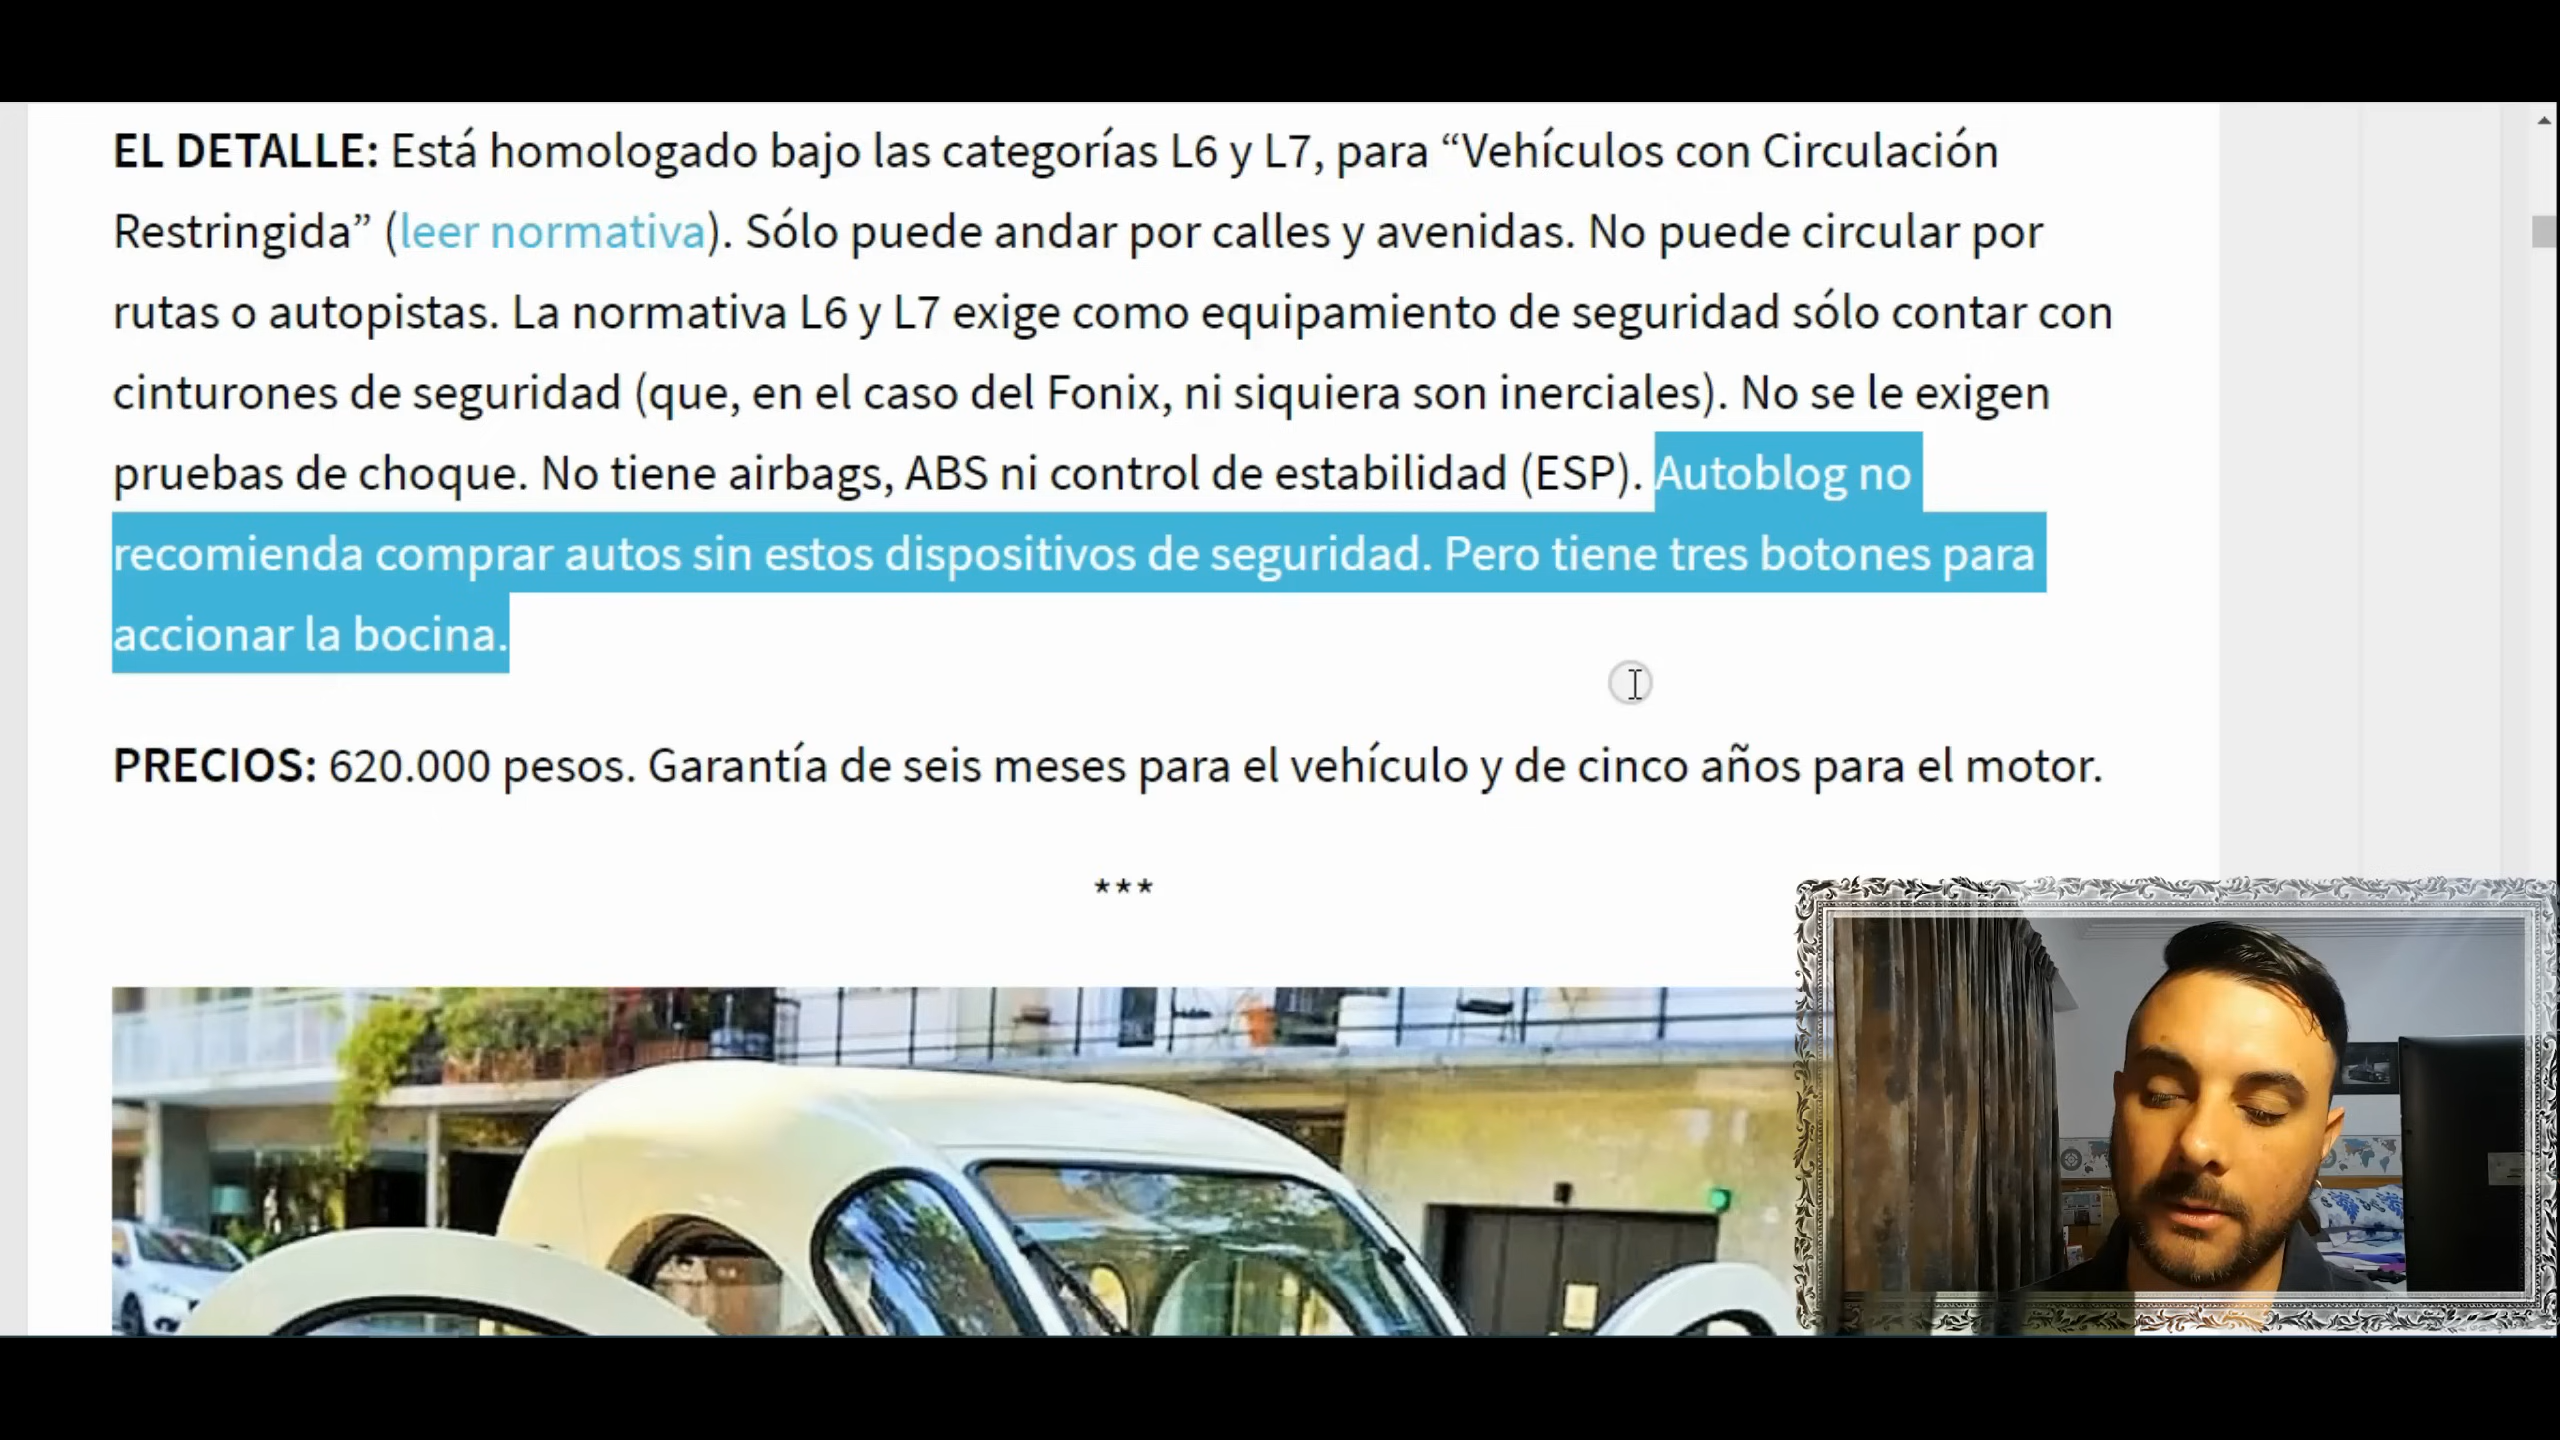 EL DETALLE: Está homologado bajo las categorías L6 y L7, para “Vehículos con Circulación
Restringida” (leer normativa). Sólo puede andar por calles y avenidas. No puede circular por
rutas o autopistas. La normativa L6 y L7 exige como equipamiento de seguridad sólo contar con
cinturones de seguridad (que, en el caso del Fonix, ni siquiera son inerciales). No se le exigen
pruebas de choque. No tiene airbags, ABS ni control de estabilidad (ESP). Autoblog no
recomienda comprar autos sin estos dispositivos de seguridad. Pero tiene tres botones para
accionar la bocina.
PRECIOS: 620.000 pesos. Garantía de seis meses para el vehículo y de cinco años para el motor.
***